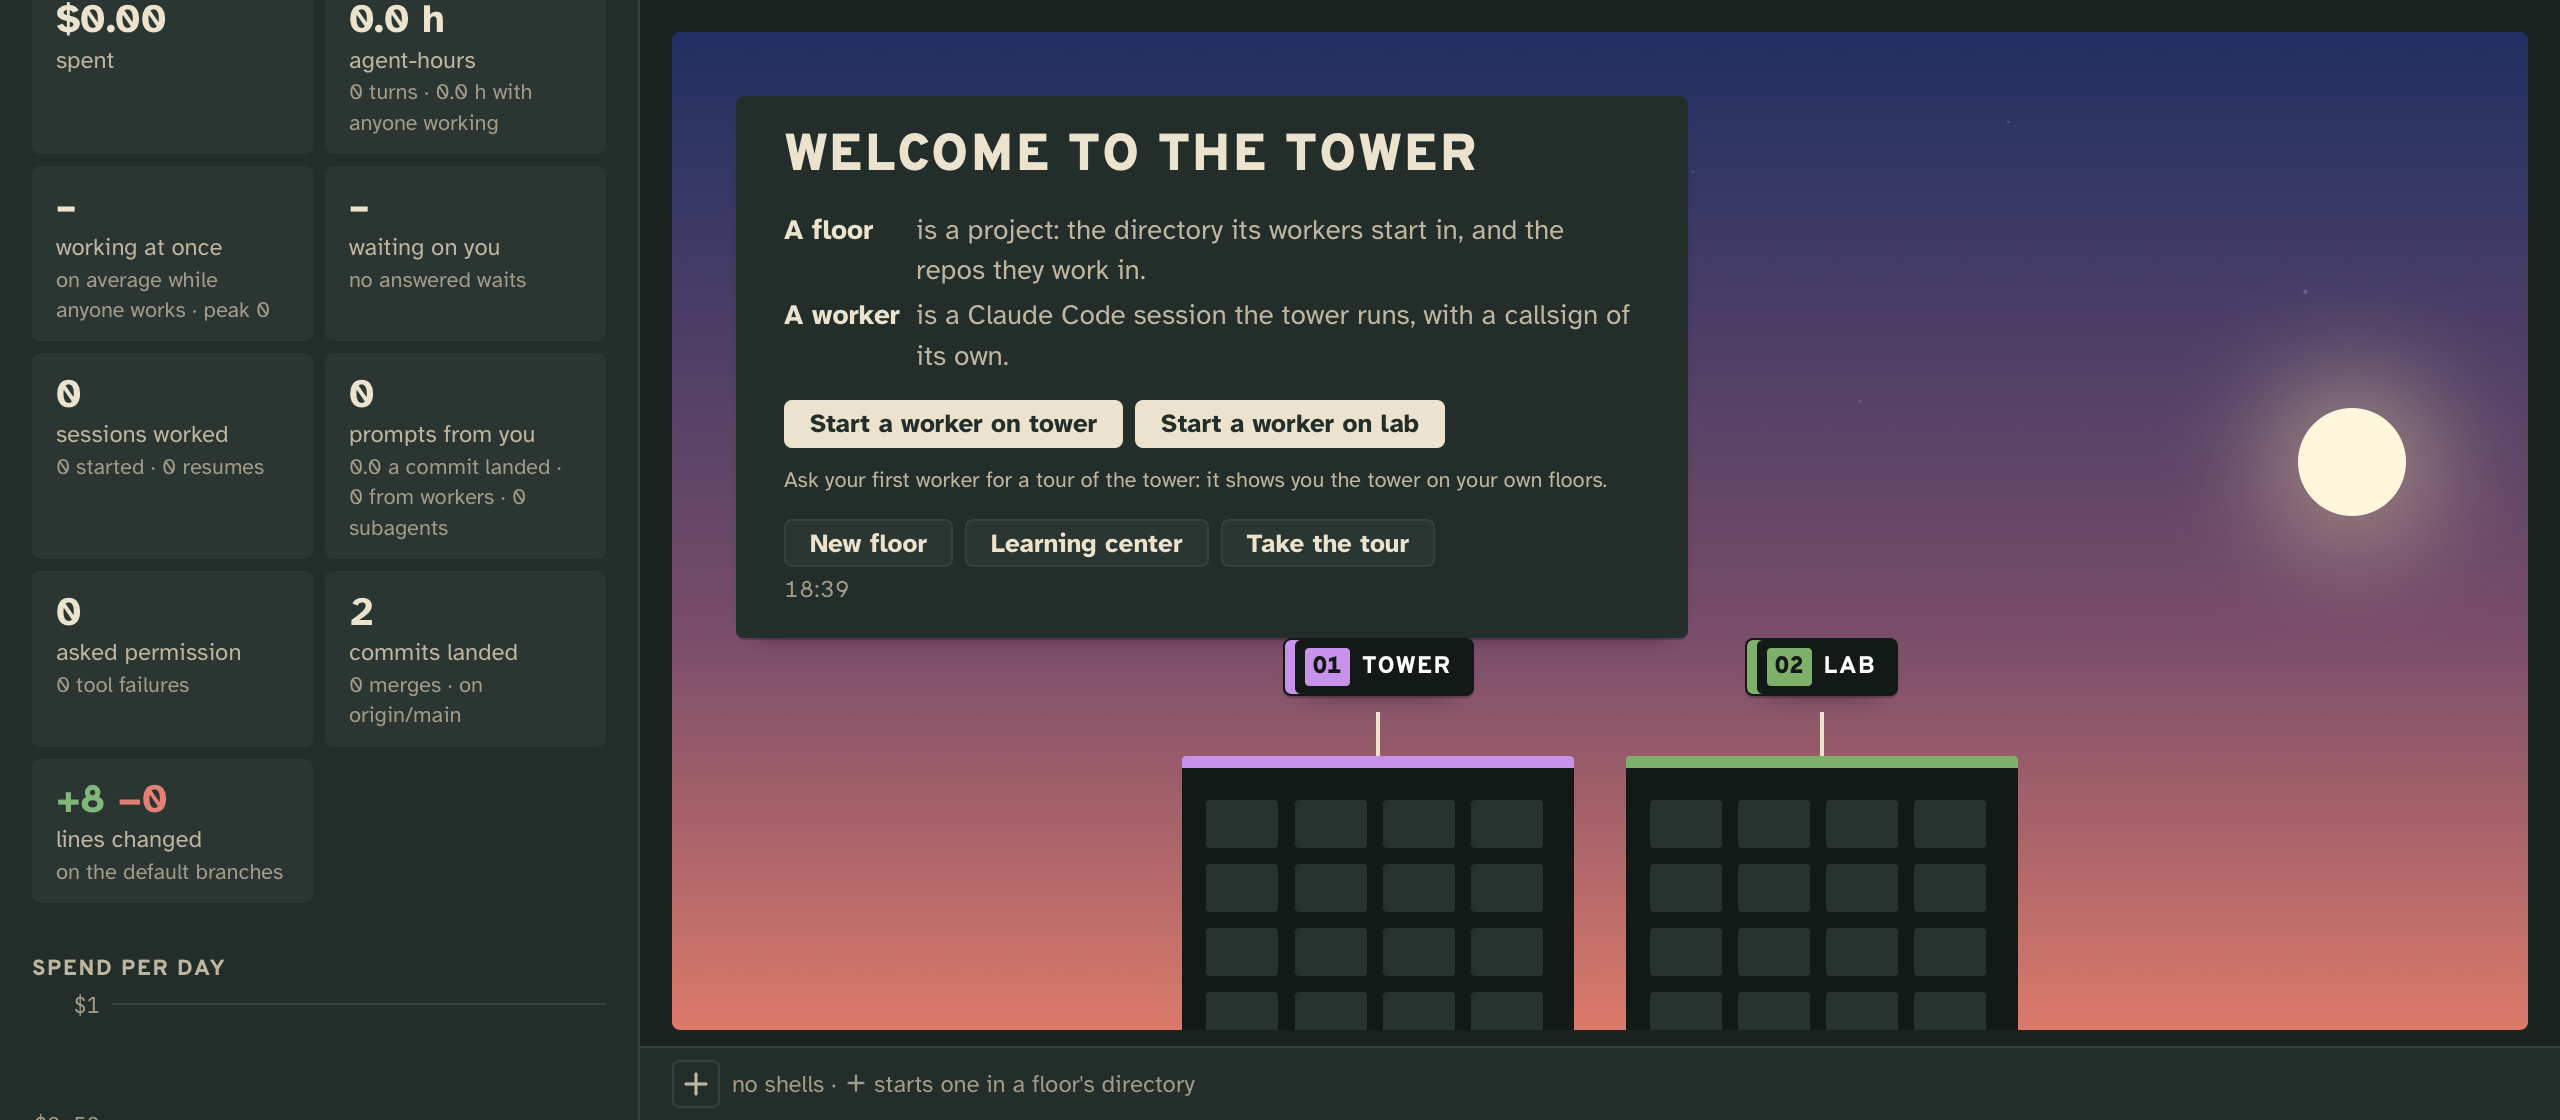 $0.00
spent
0.0 h
agent-hours
0 turns · 0.0 h with
anyone working
–
working at once
on average while
anyone works · peak 0
–
waiting on you
no answered waits
0
sessions worked
0 started · 0 resumes
0
prompts from you
0.0 a commit landed ·
0 from workers · 0
subagents
0
asked permission
0 tool failures
2
commits landed
0 merges · on
origin/main
+8 –0
lines changed
on the default branches
SPEND PER DAY
$1
WELCOME TO THE TOWER
A floor is a project: the directory its workers start in, and the
repos they work in.
A worker is a Claude Code session the tower runs, with a callsign of
its own.
Start a worker on tower
Start a worker on lab
Ask your first worker for a tour of the tower: it shows you the tower on your own floors.
New floor
Learning center
Take the tour
18:39
01 TOWER
02 LAB
+ no shells · + starts one in a floor's directory